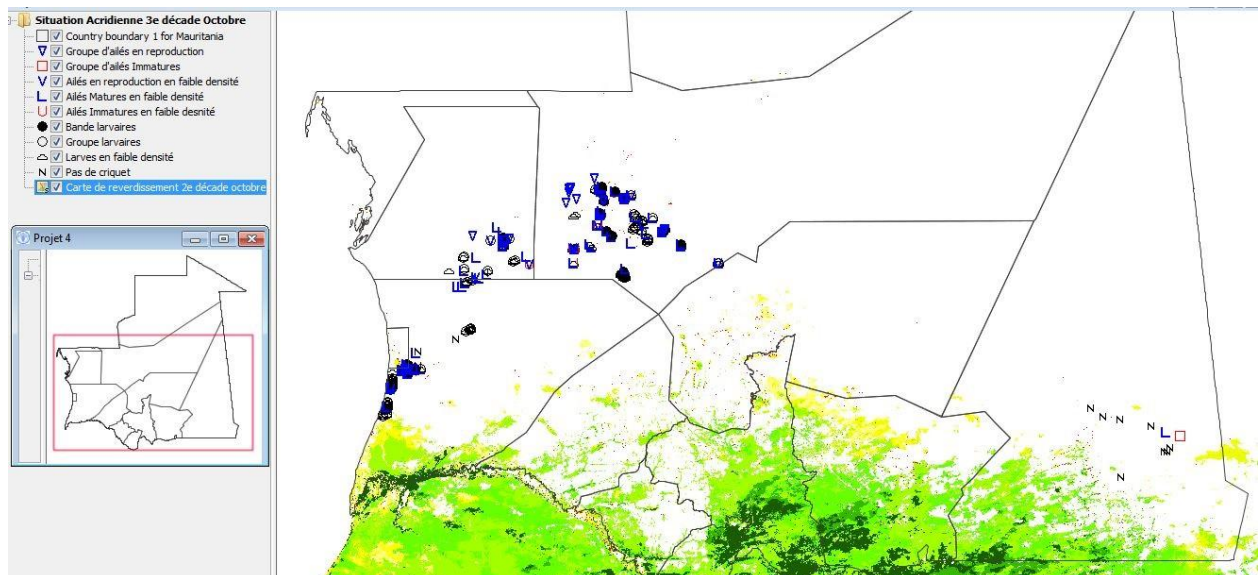 Situation Acridienne 3e décade Octobre
Country boundary 1 for Mauritania
Groupe d'ailés en reproduction
Groupe d'ailés Immatures
Ailés en reproduction en faible densité
Ailés Matures en faible densité
Ailés Immatures en faible desnité
Bande larvaires
Groupe larvaires
Larves en faible densité
N Pas de criquet
Carte de reverdissement 2e décade octobre
Projet 4
N
N
N
N
N
N
N
N
N